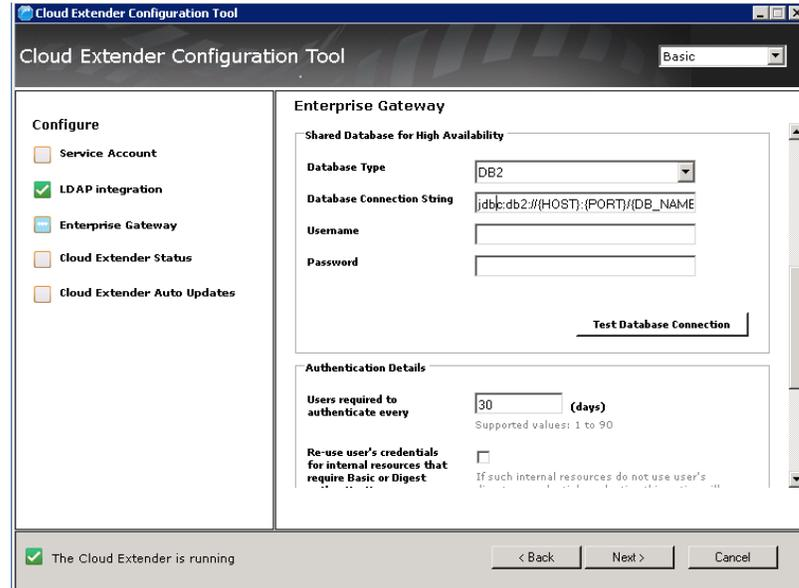 Cloud Extender Configuration Tool
Cloud Extender Configuration Tool
Basic
Configure
Service Account
LDAP integration
Enterprise Gateway
Cloud Extender Status
Cloud Extender Auto Updates
Enterprise Gateway
Shared Database for High Availability
Database Type
DB2
Database Connection String
jdbc:db2://{HOST}:{PORT}/{DB_NAME
Username
Password
Test Database Connection
Authentication Details
Users required to
authenticate every
30
(days)
Supported values: 1 to 90
Re-use user's credentials
for internal resources that
require Basic or Digest
If such internal resources do not use user's
The Cloud Extender is running
< Back
Next >
Cancel